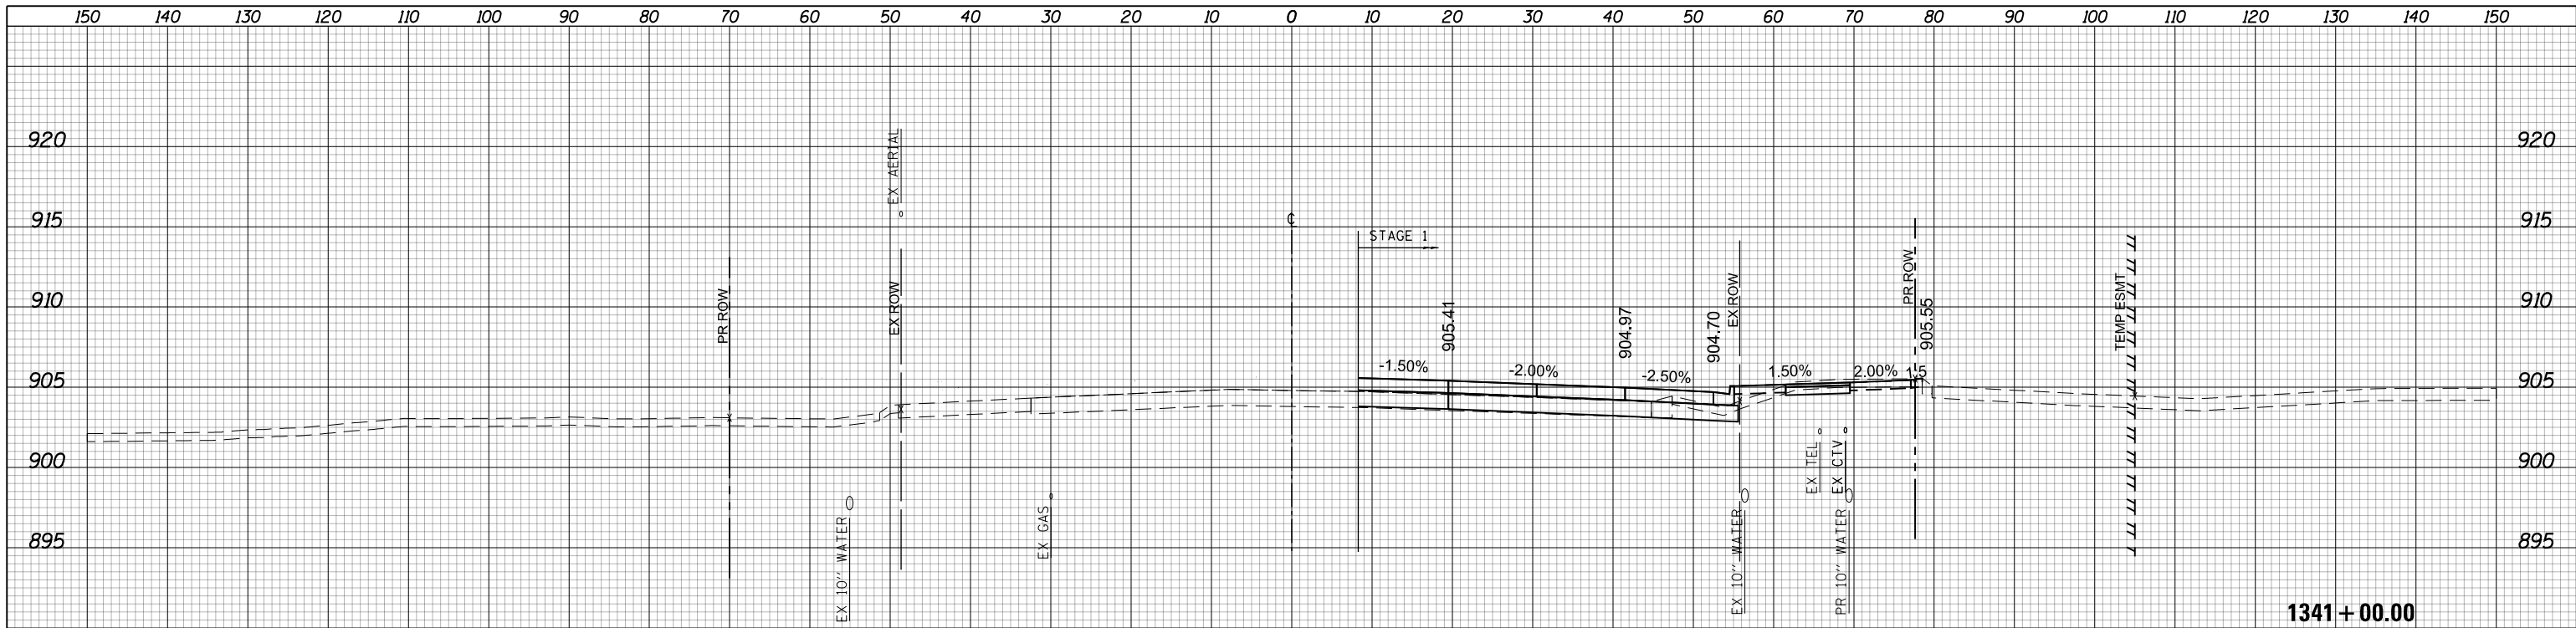 150 140 130 120 110 100 90 80 70 60 50 40 30 20 10 0 10 20 30 40 50 60 70 80 90 100 110 120 130 140 150
920 920
EX AERIAL
915 915
℄
STAGE 1
910 910
PR ROW
EX ROW
905.41
904.97
904.70
EX ROW
PR ROW
905.55
TEMP ESMT
905 905
-1.50%
-2.00%
-2.50%
1.50%
2.00%
1:5
900 900
EX TEL
EX CTV
895 895
EX 10'' WATER
EX GAS
EX 10'' WATER
PR 10'' WATER
1341+00.00